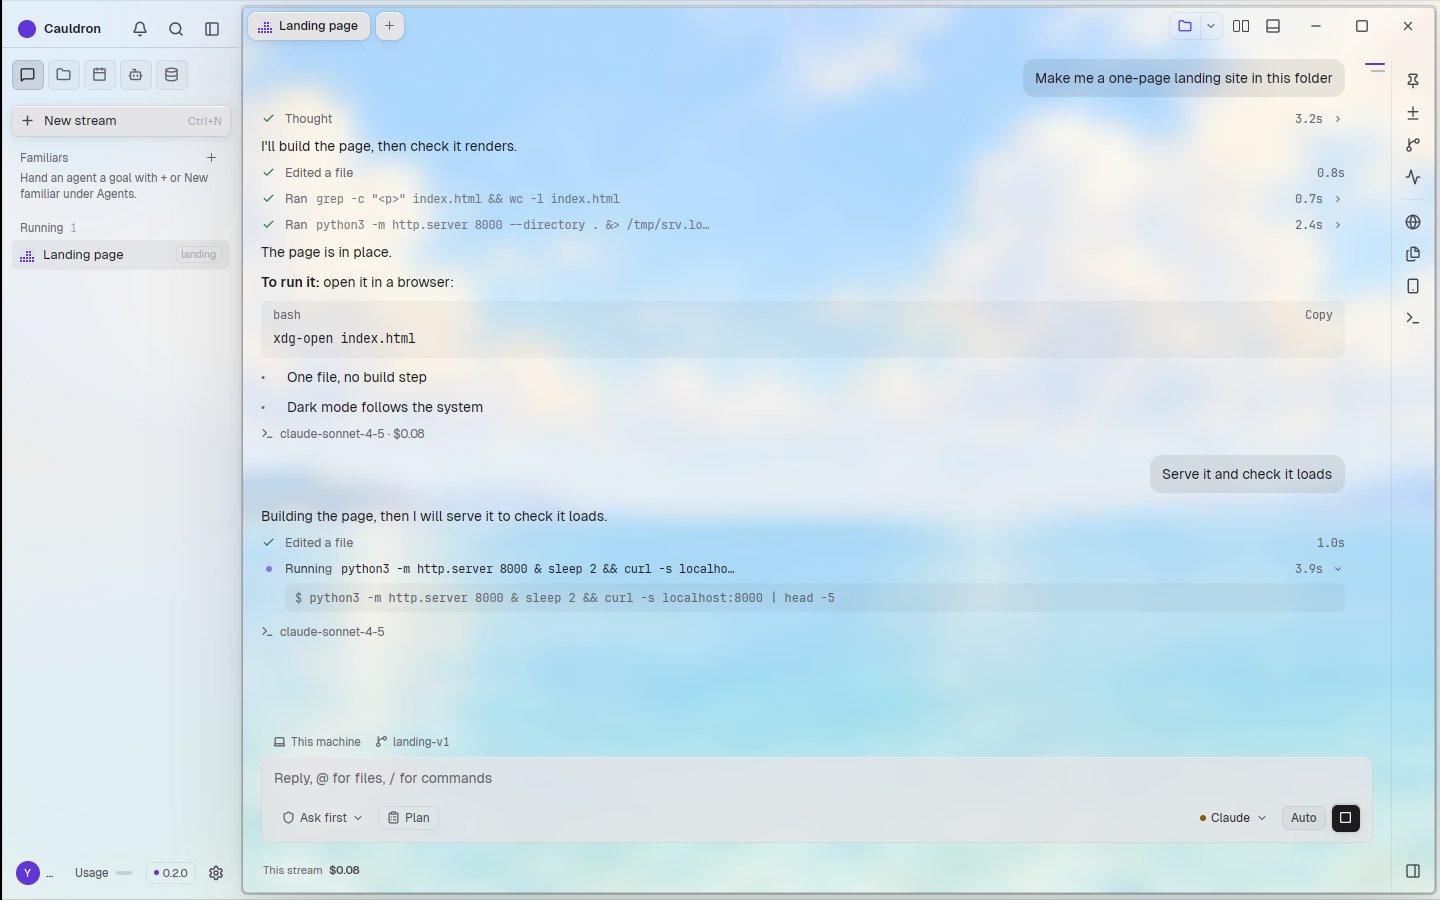 Cauldron
New stream Ctrl+N
Familiars
Hand an agent a goal with + or New
familiar under Agents.
Running 1
Landing page landing
Y ... Usage 0.2.0
Landing page
Make me a one-page landing site in this folder
Thought 3.2s
I'll build the page, then check it renders.
Edited a file 0.8s
Ran grep -c "<p>" index.html && wc -l index.html 0.7s
Ran python3 -m http.server 8000 --directory . &> /tmp/srv.lo… 2.4s
The page is in place.
To run it: open it in a browser:
bash Copy
xdg-open index.html
• One file, no build step
• Dark mode follows the system
claude-sonnet-4-5 · $0.08
Serve it and check it loads
Building the page, then I will serve it to check it loads.
Edited a file 1.0s
Running python3 -m http.server 8000 & sleep 2 && curl -s localho… 3.9s
$ python3 -m http.server 8000 & sleep 2 && curl -s localhost:8000 | head -5
claude-sonnet-4-5
This machine landing-v1
Reply, @ for files, / for commands
Ask first Plan Claude Auto
This stream $0.08